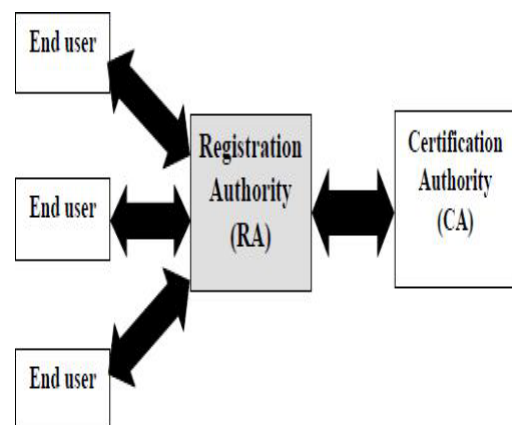 End user
Registration
Authority
(RA)
Certification
Authority
(CA)
End user
End user